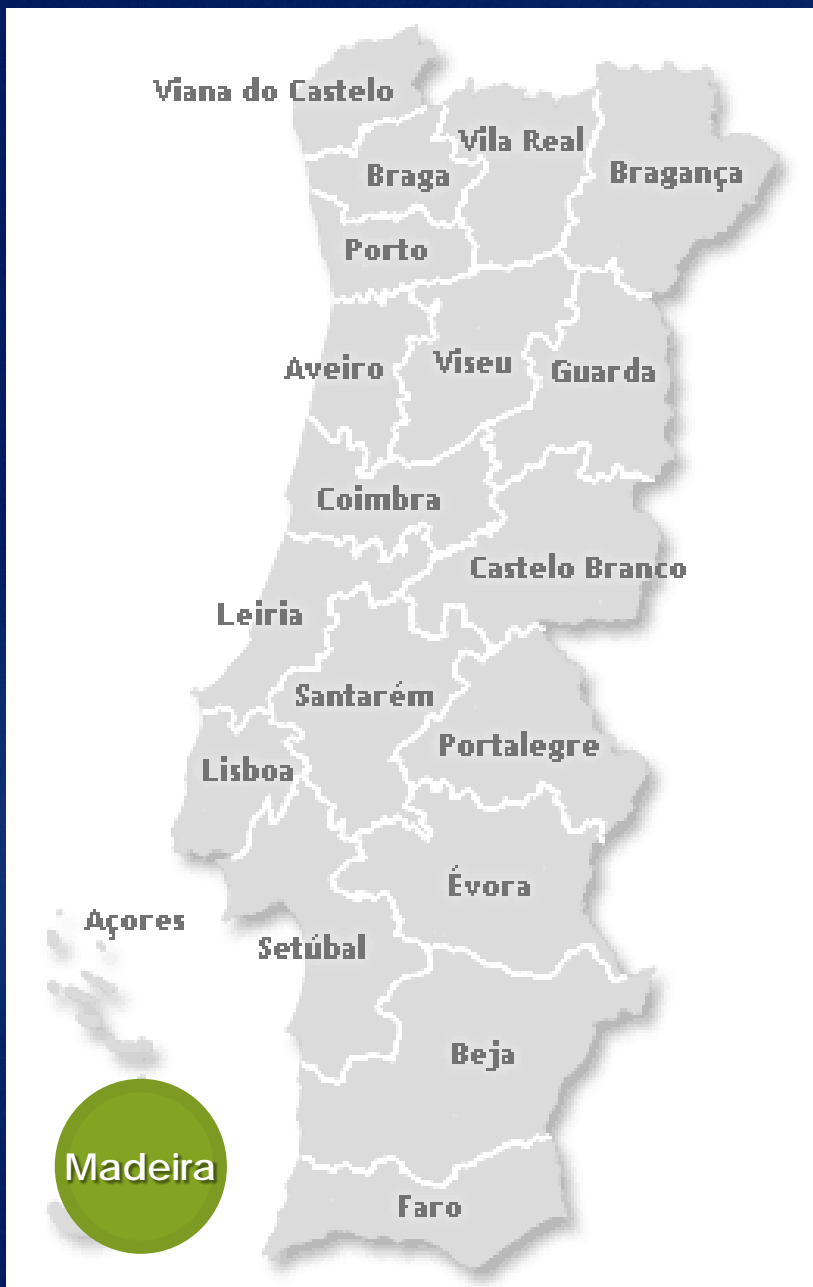 Viana do Castelo
Vila Real
Bragança
Braga
Porto
Aveiro
Viseu
Guarda
Coimbra
Castelo Branco
Leiria
Santarém
Portalegre
Lisboa
Évora
Açores
Setúbal
Beja
Madeira
Faro